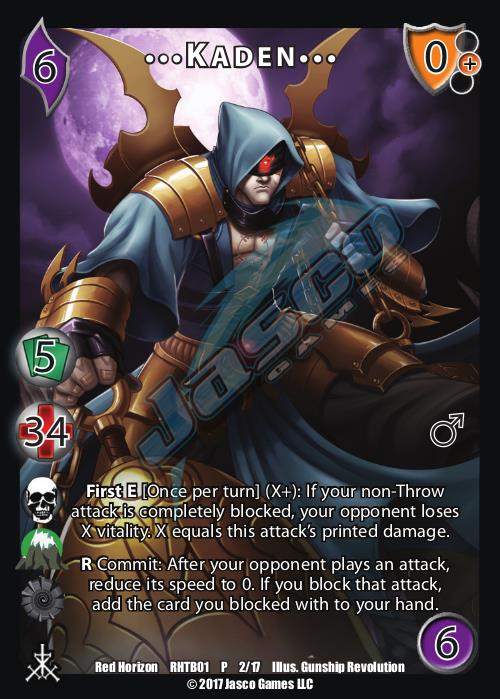 •••KADEN•••
6
0
+
5
34
First E [Once per turn] (X+): If your non-Throw
attack is completely blocked, your opponent loses
X vitality. X equals this attack's printed damage.
R Commit: After your opponent plays an attack,
reduce its speed to 0. If you block that attack,
add the card you blocked with to your hand.
6
Red Horizon RHTB01 P 2/17 Illus. Gunship Revolution
© 2017 Jasco Games LLC
Jasco
GAMES